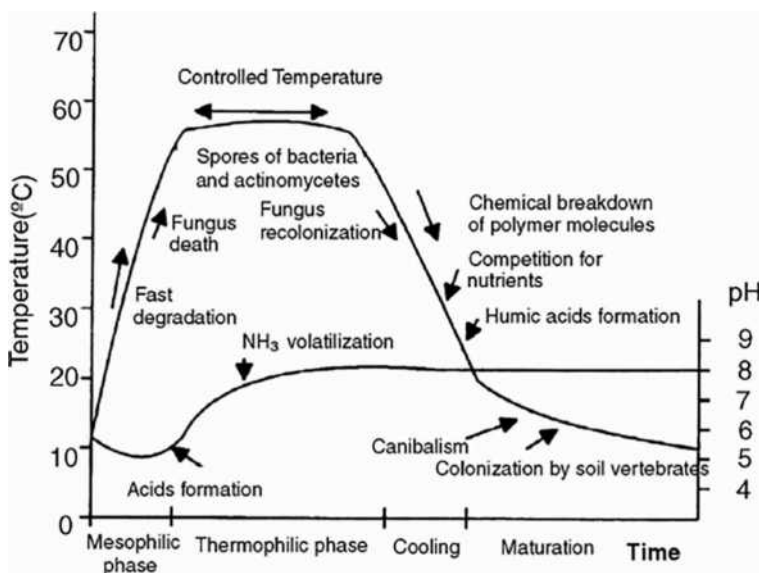 70
Controlled Temperature
60
Spores of bacteria
and actinomycetes
50
Temperature(ºC)
Fungus
death
Fungus
recolonization
Chemical breakdown
of polymer molecules
40
Competition for
nutrients
Fast
degradation
pH
30
Humic acids formation
NH3 volatilization
9
20
8
7
6
10
Canibalism
Colonization by soil vertebrates
5
Acids formation
4
0
Mesophilic
phase
Thermophilic phase
Cooling
Maturation
Time